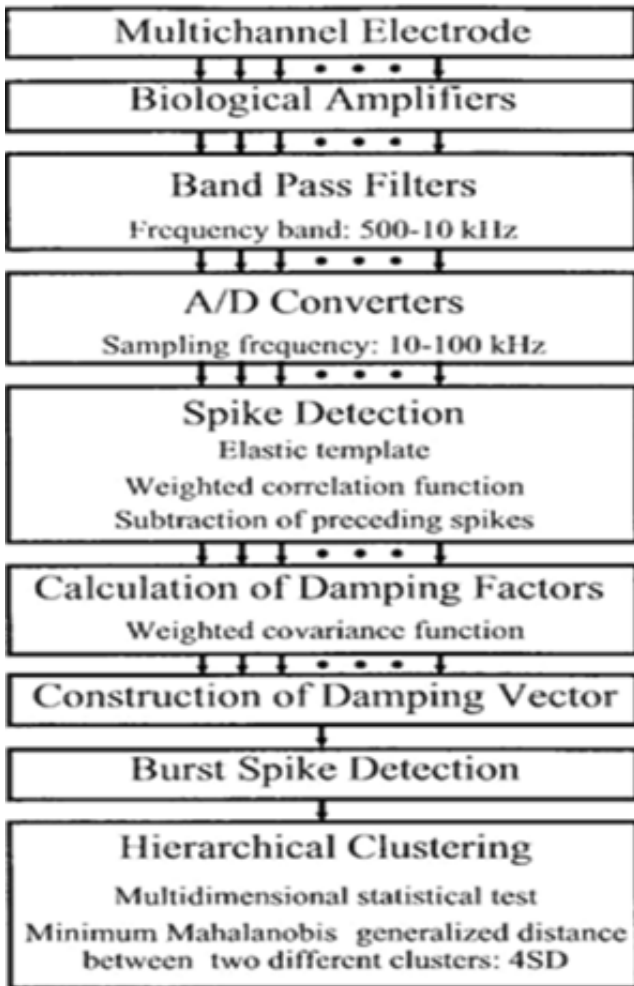 Multichannel Electrode
Biological Amplifiers
Band Pass Filters
Frequency band: 500-10 kHz
A/D Converters
Sampling frequency: 10-100 kHz
Spike Detection
Elastic template
Weighted correlation function
Subtraction of preceding spikes
Calculation of Damping Factors
Weighted covariance function
Construction of Damping Vector
Burst Spike Detection
Hierarchical Clustering
Multidimensional statistical test
Minimum Mahalanobis generalized distance
between two different clusters: 4SD